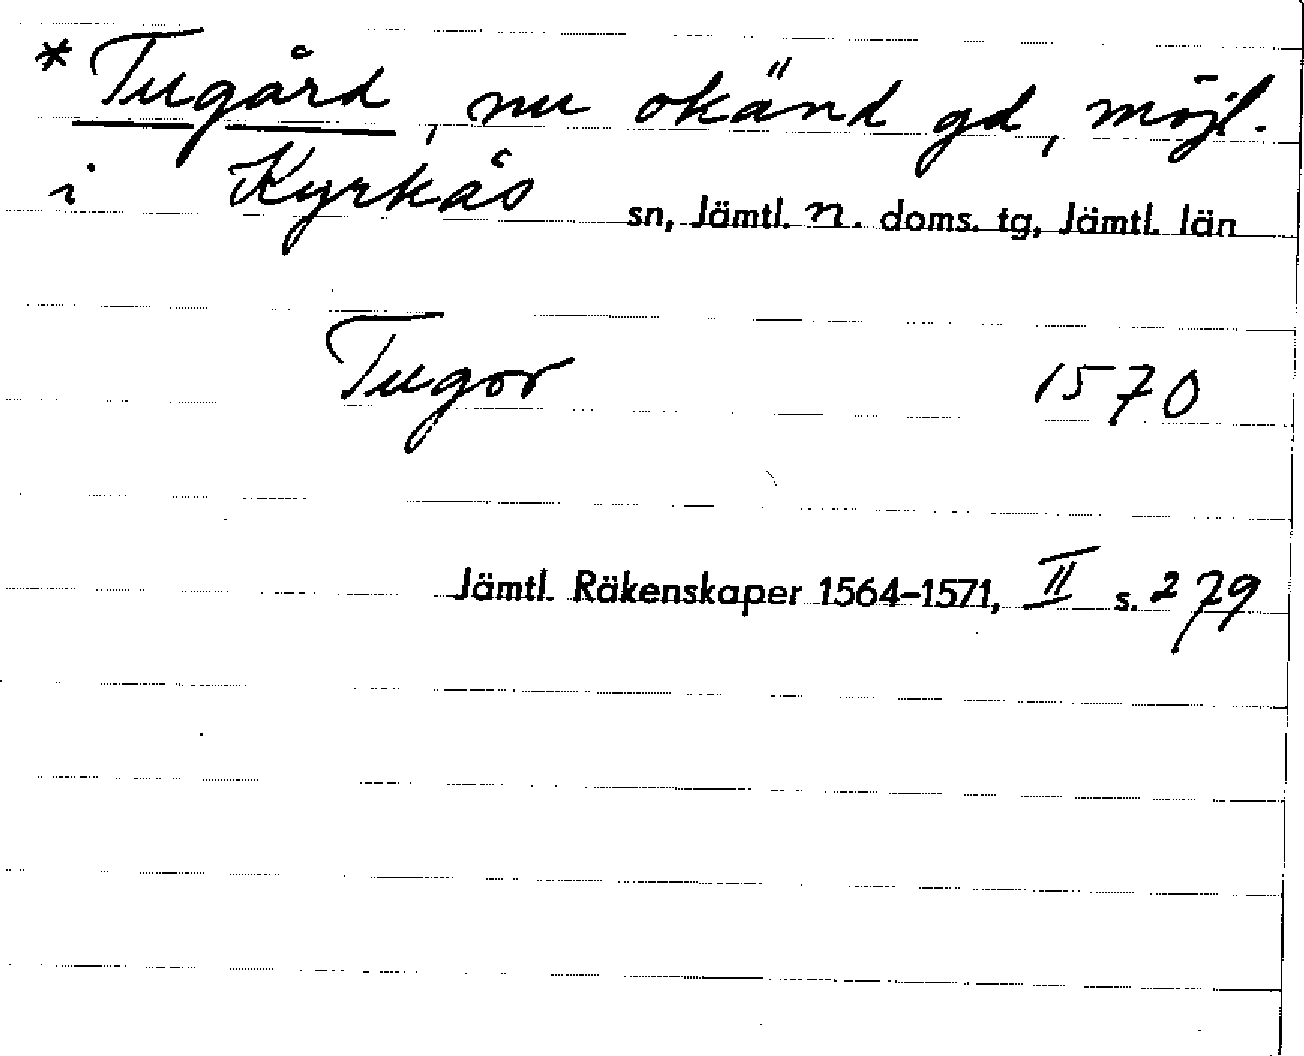 * Tugård, nu okänd gd, möjl.
i Kyrkås sn, Jämtl. n. doms. tg, Jämtl. län
Tugor 1570
Jämtl. Räkenskaper 1564-1571, II s. 279